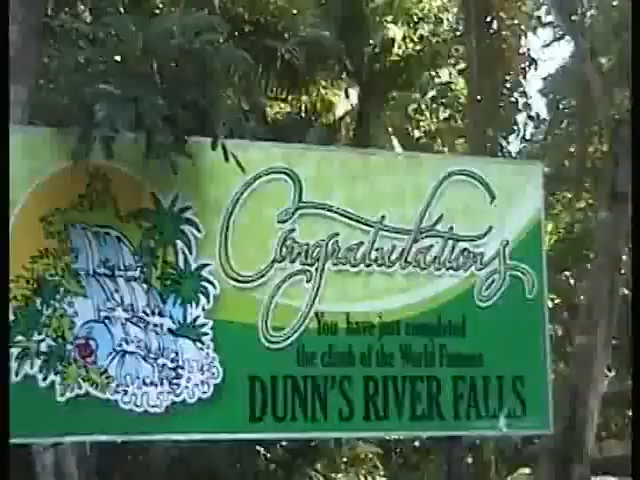 Congratulations
You have just completed
the climb of the World Famous
DUNN'S RIVER FALLS